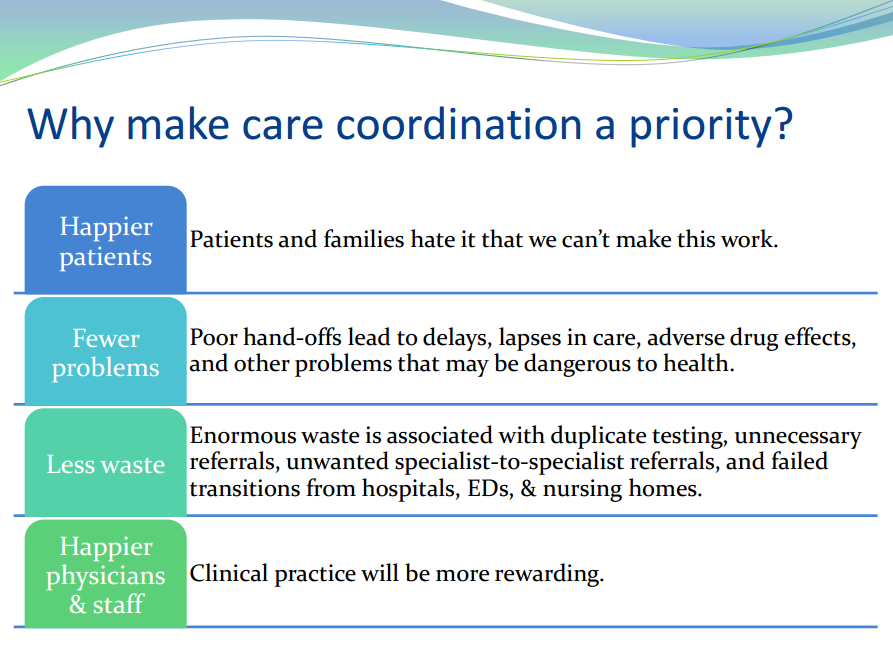 Why make care coordination a priority?
Happier
patients
Patients and families hate it that we can’t make this work.
Fewer
problems
Poor hand-offs lead to delays, lapses in care, adverse drug effects,
and other problems that may be dangerous to health.
Less waste
Enormous waste is associated with duplicate testing, unnecessary
referrals, unwanted specialist-to-specialist referrals, and failed
transitions from hospitals, EDs, & nursing homes.
Happier
physicians
& staff
Clinical practice will be more rewarding.